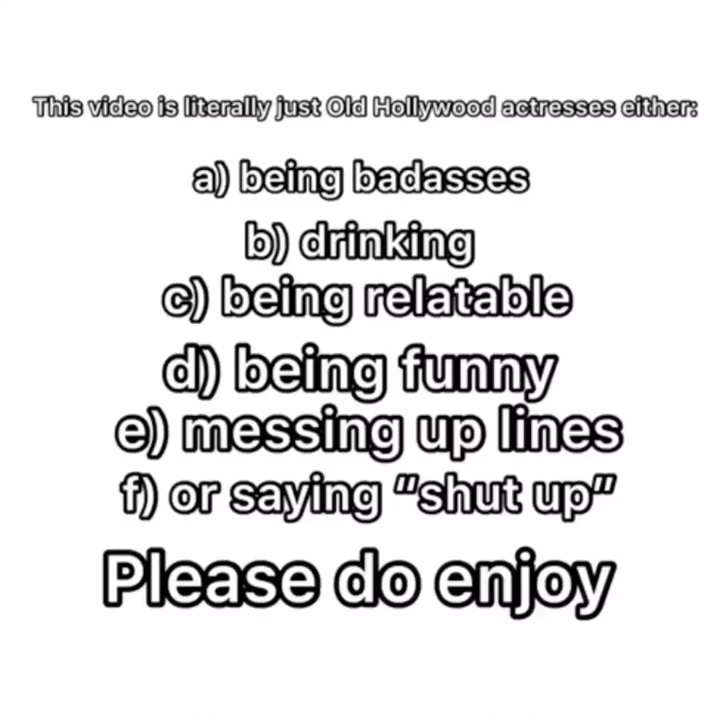 This video is literally just Old Hollywood actresses either:
a) being badasses
b) drinking
c) being relatable
d) being funny
e) messing up lines
f) or saying “shut up”
Please do enjoy